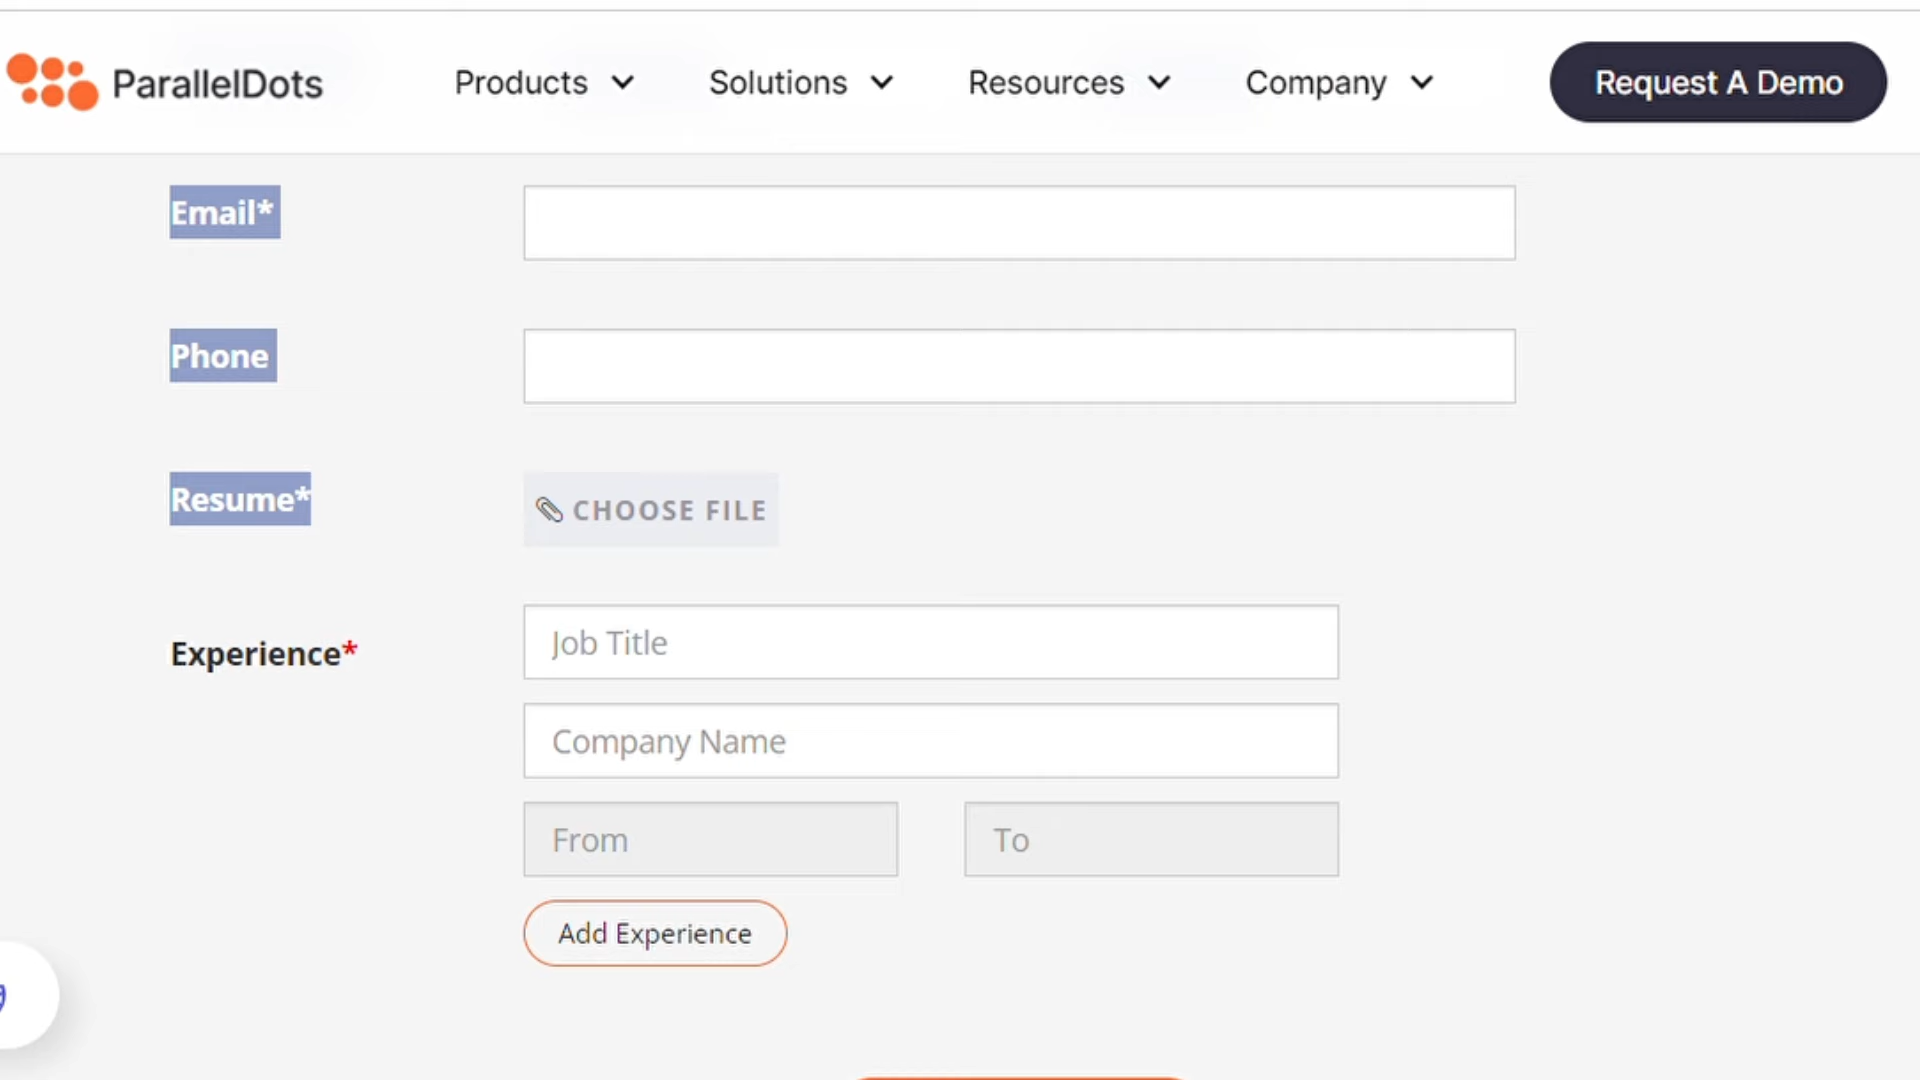 ParallelDots Products Solutions Resources Company Request A Demo
Email*
Phone
Resume*
CHOOSE FILE
Experience*
Job Title
Company Name
From To
Add Experience